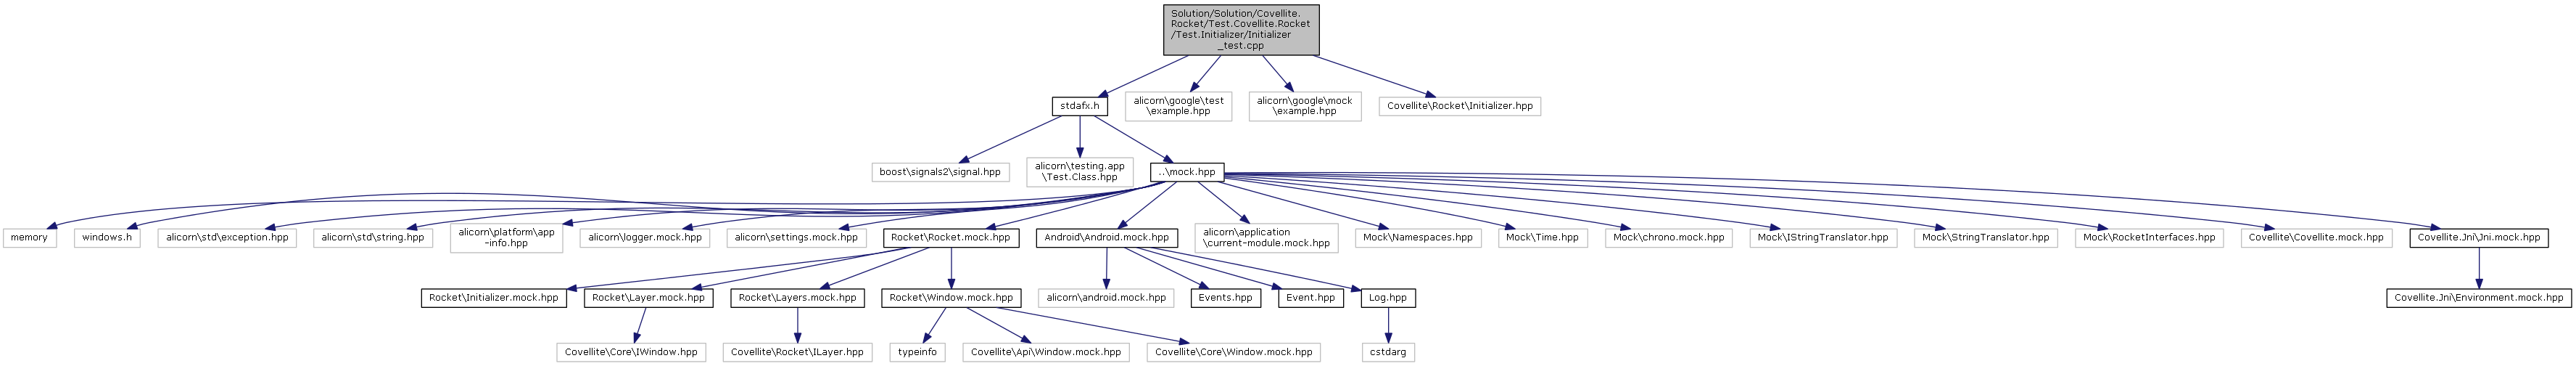 Solution/Solution/Covellite.
Rocket/Test.Covellite.Rocket
/Test.Initializer/Initializer
_test.cpp
stdafx.h
alicorn\google\test
\example.hpp
alicorn\google\mock
\example.hpp
Covellite\Rocket\Initializer.hpp
boost\signals2\signal.hpp
alicorn\testing.app
\Test.Class.hpp
..\mock.hpp
memory
windows.h
alicorn\std\exception.hpp
alicorn\std\string.hpp
alicorn\platform\app
-info.hpp
alicorn\logger.mock.hpp
alicorn\settings.mock.hpp
Rocket\Rocket.mock.hpp
Android\Android.mock.hpp
alicorn\application
\current-module.mock.hpp
Mock\Namespaces.hpp
Mock\Time.hpp
Mock\chrono.mock.hpp
Mock\IStringTranslator.hpp
Mock\StringTranslator.hpp
Mock\RocketInterfaces.hpp
Covellite\Covellite.mock.hpp
Covellite.Jni\Jni.mock.hpp
Rocket\Initializer.mock.hpp
Rocket\Layer.mock.hpp
Rocket\Layers.mock.hpp
Rocket\Window.mock.hpp
alicorn\android.mock.hpp
Events.hpp
Event.hpp
Log.hpp
Covellite.Jni\Environment.mock.hpp
Covellite\Core\IWindow.hpp
Covellite\Rocket\ILayer.hpp
typeinfo
Covellite\Api\Window.mock.hpp
Covellite\Core\Window.mock.hpp
cstdarg